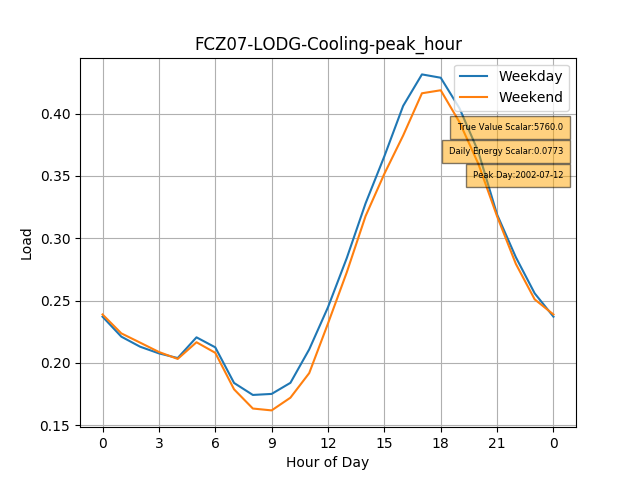 FCZ07-LODG-Cooling-peak_hour
Weekday
Weekend
True Value Scalar:5760.0
Daily Energy Scalar:0.0773
Peak Day:2002-07-12
Load
0.40
0.35
0.30
0.25
0.20
0.15
0 3 6 9 12 15 18 21 0
Hour of Day